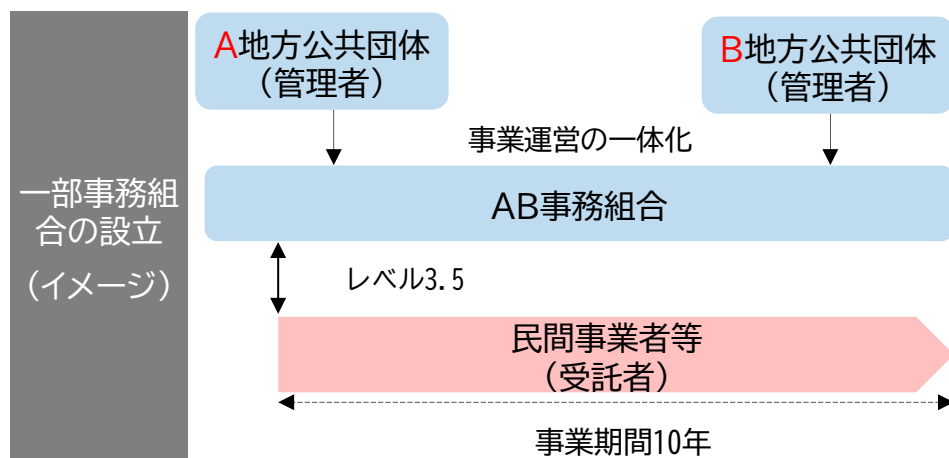 一部事務組
合の設立
（イメージ）
A地方公共団体
（管理者）
B地方公共団体
（管理者）
事業運営の一体化
AB事務組合
レベル3.5
民間事業者等
（受託者）
事業期間10年